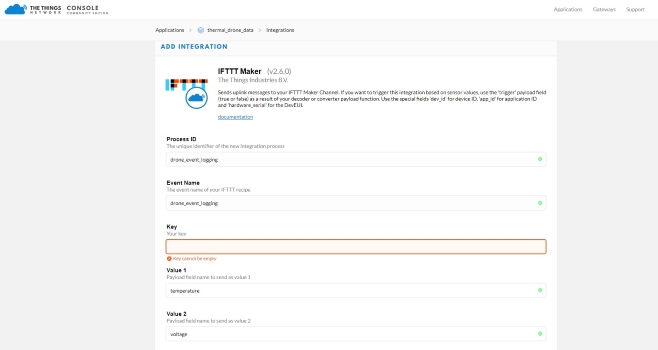 THE THINGS NETWORK CONSOLE COMMUNITY EDITION
Applications Gateways Support
Applications > thermal_drone_data > Integrations
ADD INTEGRATION
IFTTT
IFTTT Maker (v2.6.0)
The Things Industries B.V.
Sends uplink messages to your IFTTT Maker Channel. If you want to trigger this integration based on sensor values, use the 'trigger' payload field
(true or false) as a result of your decoder or converter payload function. Use the special fields 'dev_id' for device ID, 'app_id' for application ID
and 'hardware_serial' for the DevEUI.
documentation
Process ID
The unique identifier of the new integration process
drone_event_logging
Event Name
The event name of your IFTTT recipe
drone_event_logging
Key
Your key
Key cannot be empty
Value 1
Payload field name to send as value 1
temperature
Value 2
Payload field name to send as value 2
voltage